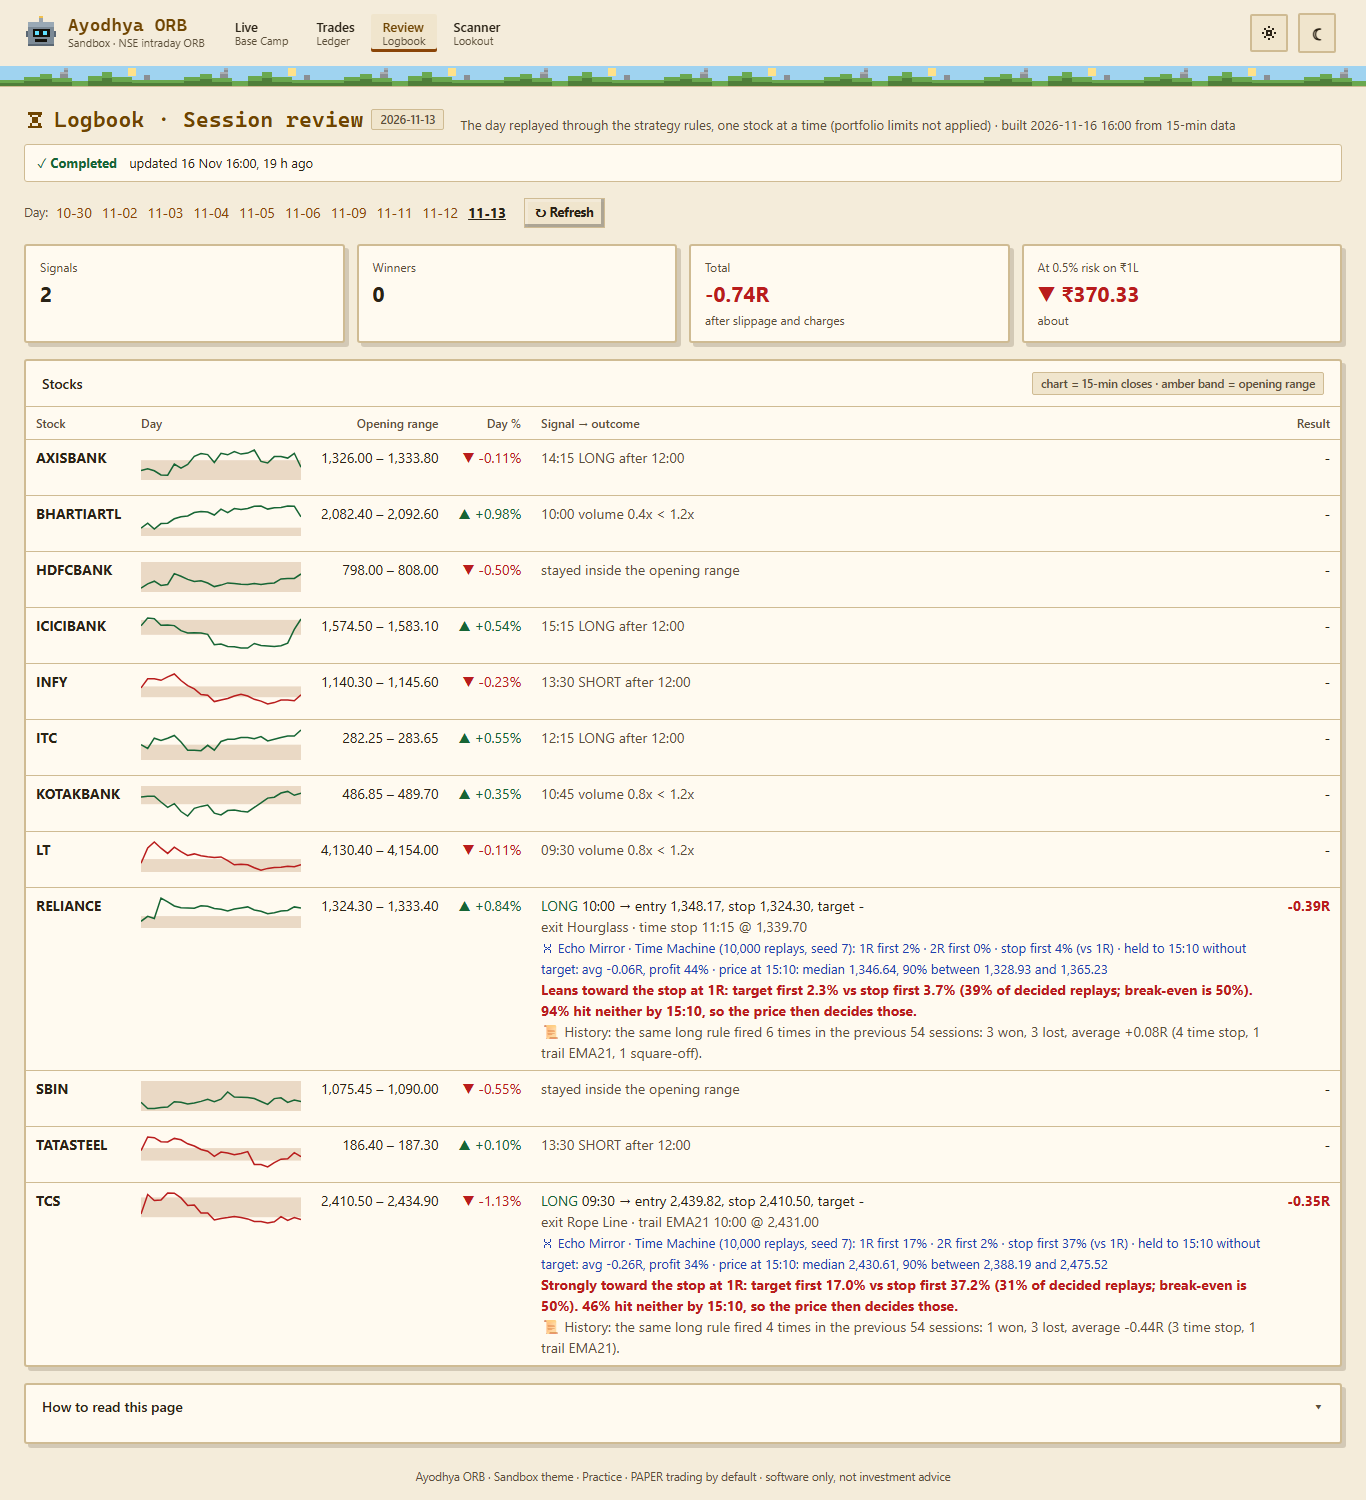 Ayodhya ORB
Sandbox · NSE intraday ORB
Live
Base Camp
Trades
Ledger
Review
Logbook
Scanner
Lookout
Logbook · Session review 2026-11-13 The day replayed through the strategy rules, one stock at a time (portfolio limits not applied) · built 2026-11-16 16:00 from 15-min data
✓ Completed updated 16 Nov 16:00, 19 h ago
Day: 10-30 11-02 11-03 11-04 11-05 11-06 11-09 11-11 11-12 11-13 ↻ Refresh
Signals
2
Winners
0
Total
-0.74R
after slippage and charges
At 0.5% risk on ₹1L
▼ ₹370.33
about
Stocks
chart = 15-min closes · amber band = opening range
Stock Day Opening range Day % Signal → outcome Result
AXISBANK 1,326.00 – 1,333.80 ▼ -0.11% 14:15 LONG after 12:00 -
BHARTIARTL 2,082.40 – 2,092.60 ▲ +0.98% 10:00 volume 0.4x < 1.2x -
HDFCBANK 798.00 – 808.00 ▼ -0.50% stayed inside the opening range -
ICICIBANK 1,574.50 – 1,583.10 ▲ +0.54% 15:15 LONG after 12:00 -
INFY 1,140.30 – 1,145.60 ▼ -0.23% 13:30 SHORT after 12:00 -
ITC 282.25 – 283.65 ▲ +0.55% 12:15 LONG after 12:00 -
KOTAKBANK 486.85 – 489.70 ▲ +0.35% 10:45 volume 0.8x < 1.2x -
LT 4,130.40 – 4,154.00 ▼ -0.11% 09:30 volume 0.8x < 1.2x -
RELIANCE 1,324.30 – 1,333.40 ▲ +0.84% LONG 10:00 → entry 1,348.17, stop 1,324.30, target - -0.39R
exit Hourglass · time stop 11:15 @ 1,339.70
Echo Mirror · Time Machine (10,000 replays, seed 7): 1R first 2% · 2R first 0% · stop first 4% (vs 1R) · held to 15:10 without
target: avg -0.06R, profit 44% · price at 15:10: median 1,346.64, 90% between 1,328.93 and 1,365.23
Leans toward the stop at 1R: target first 2.3% vs stop first 3.7% (39% of decided replays; break-even is 50%).
94% hit neither by 15:10, so the price then decides those.
📜 History: the same long rule fired 6 times in the previous 54 sessions: 3 won, 3 lost, average +0.08R (4 time stop, 1
trail EMA21, 1 square-off).
SBIN 1,075.45 – 1,090.00 ▼ -0.55% stayed inside the opening range -
TATASTEEL 186.40 – 187.30 ▲ +0.10% 13:30 SHORT after 12:00 -
TCS 2,410.50 – 2,434.90 ▼ -1.13% LONG 09:30 → entry 2,439.82, stop 2,410.50, target - -0.35R
exit Rope Line · trail EMA21 10:00 @ 2,431.00
Echo Mirror · Time Machine (10,000 replays, seed 7): 1R first 17% · 2R first 2% · stop first 37% (vs 1R) · held to 15:10 without
target: avg -0.26R, profit 34% · price at 15:10: median 2,430.61, 90% between 2,388.19 and 2,475.52
Strongly toward the stop at 1R: target first 17.0% vs stop first 37.2% (31% of decided replays; break-even is
50%). 46% hit neither by 15:10, so the price then decides those.
📜 History: the same long rule fired 4 times in the previous 54 sessions: 1 won, 3 lost, average -0.44R (3 time stop, 1
trail EMA21).
How to read this page ▾
Ayodhya ORB · Sandbox theme · Practice · PAPER trading by default · software only, not investment advice